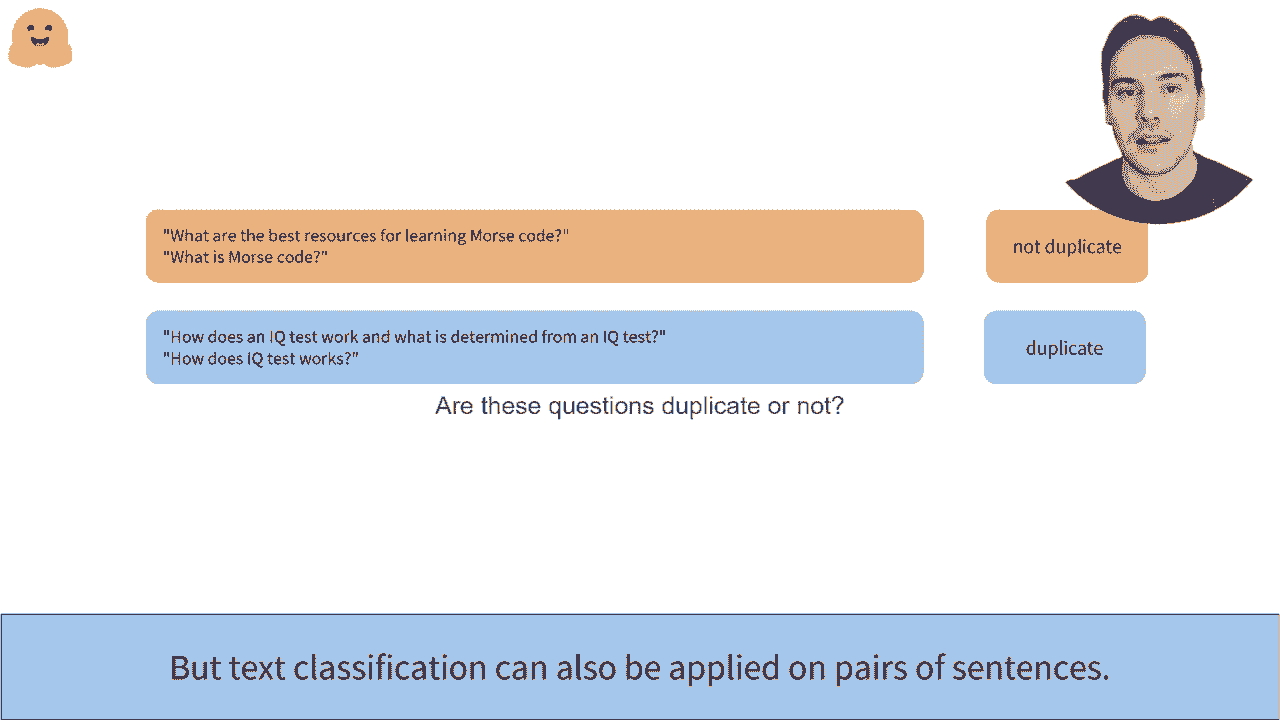 "What are the best resources for learning Morse code?"
"What is Morse code?"
not duplicate
"How does an IQ test work and what is determined from an IQ test?"
"How does IQ test works?"
duplicate
Are these questions duplicate or not?
But text classification can also be applied on pairs of sentences.